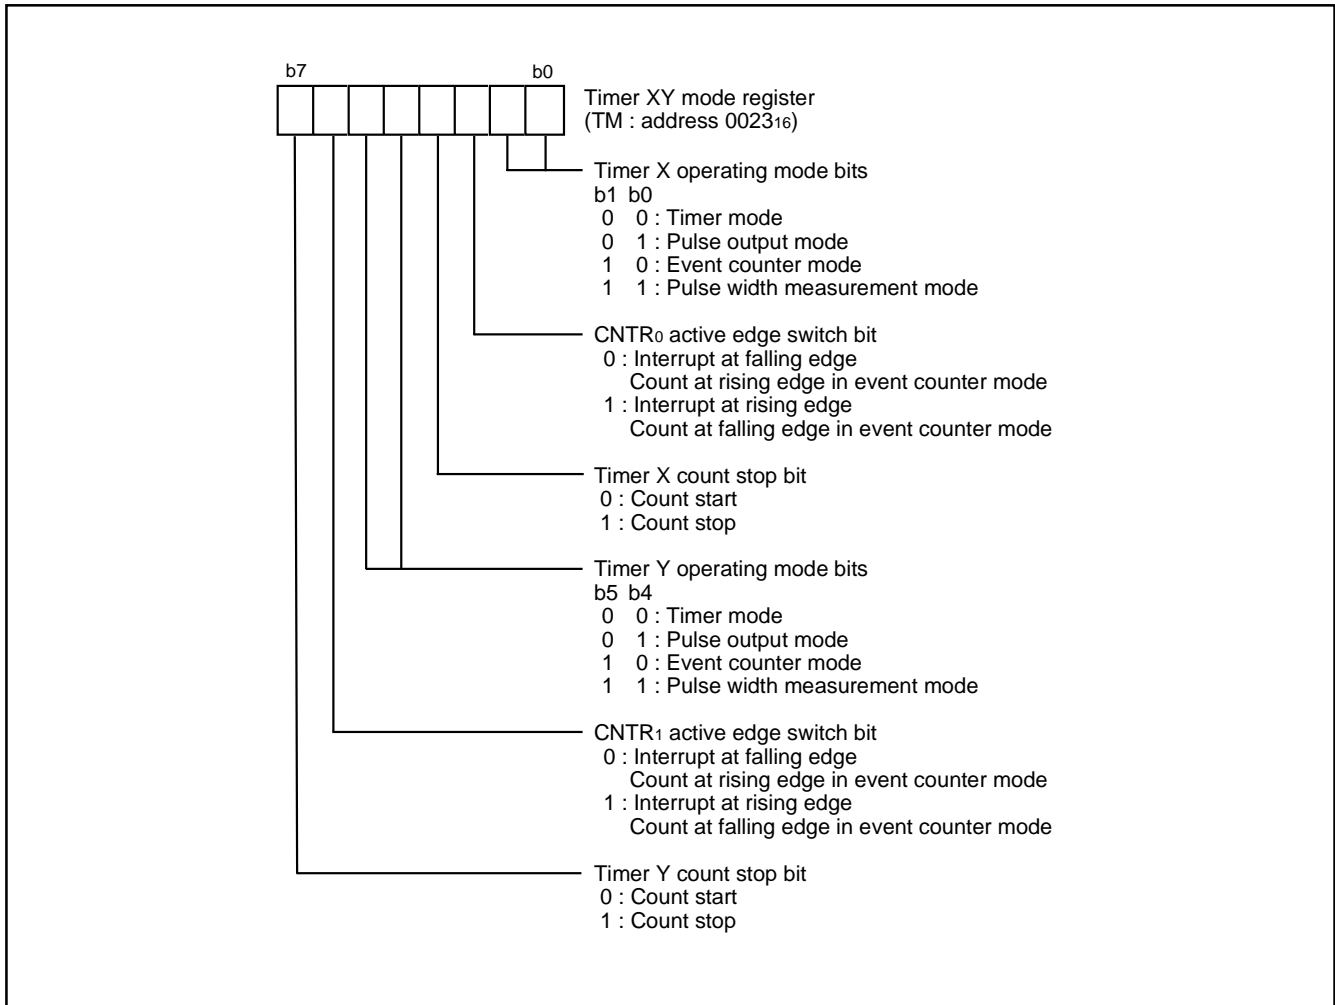 b7 b0
Timer XY mode register
(TM : address 002316)
Timer X operating mode bits
b1 b0
0 0 : Timer mode
0 1 : Pulse output mode
1 0 : Event counter mode
1 1 : Pulse width measurement mode
CNTR0 active edge switch bit
0 : Interrupt at falling edge
Count at rising edge in event counter mode
1 : Interrupt at rising edge
Count at falling edge in event counter mode
Timer X count stop bit
0 : Count start
1 : Count stop
Timer Y operating mode bits
b5 b4
0 0 : Timer mode
0 1 : Pulse output mode
1 0 : Event counter mode
1 1 : Pulse width measurement mode
CNTR1 active edge switch bit
0 : Interrupt at falling edge
Count at rising edge in event counter mode
1 : Interrupt at rising edge
Count at falling edge in event counter mode
Timer Y count stop bit
0 : Count start
1 : Count stop